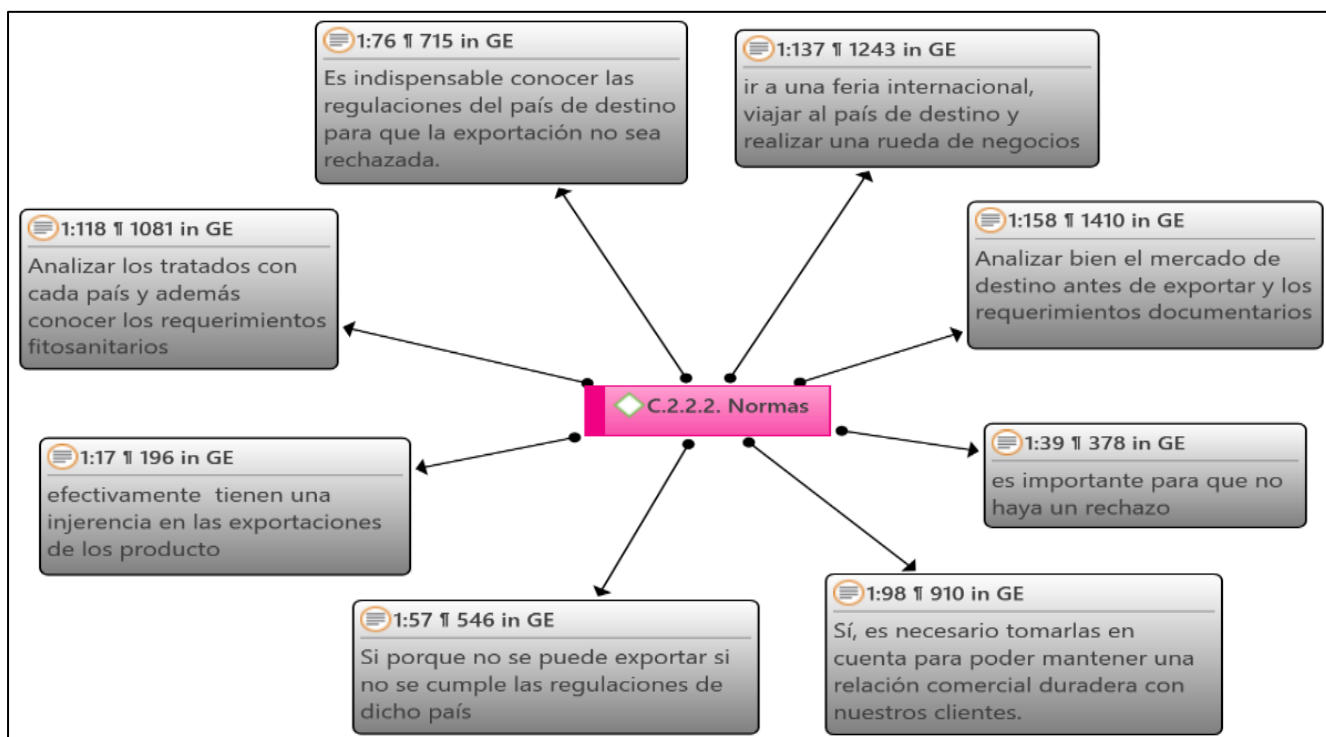 1:76 ¶ 715 in GE
Es indispensable conocer las
regulaciones del país de destino
para que la exportación no sea
rechazada.
1:137 ¶ 1243 in GE
ir a una feria internacional,
viajar al país de destino y
realizar una rueda de negocios
1:118 ¶ 1081 in GE
Analizar los tratados con
cada país y además
conocer los requerimientos
fitosanitarios
1:158 ¶ 1410 in GE
Analizar bien el mercado de
destino antes de exportar y los
requerimientos documentarios
C.2.2.2. Normas
1:17 ¶ 196 in GE
efectivamente  tienen una
injerencia en las exportaciones
de los producto
1:39 ¶ 378 in GE
es importante para que no
haya un rechazo
1:57 ¶ 546 in GE
Si porque no se puede exportar si
no se cumple las regulaciones de
dicho país
1:98 ¶ 910 in GE
Sí, es necesario tomarlas en
cuenta para poder mantener una
relación comercial duradera con
nuestros clientes.